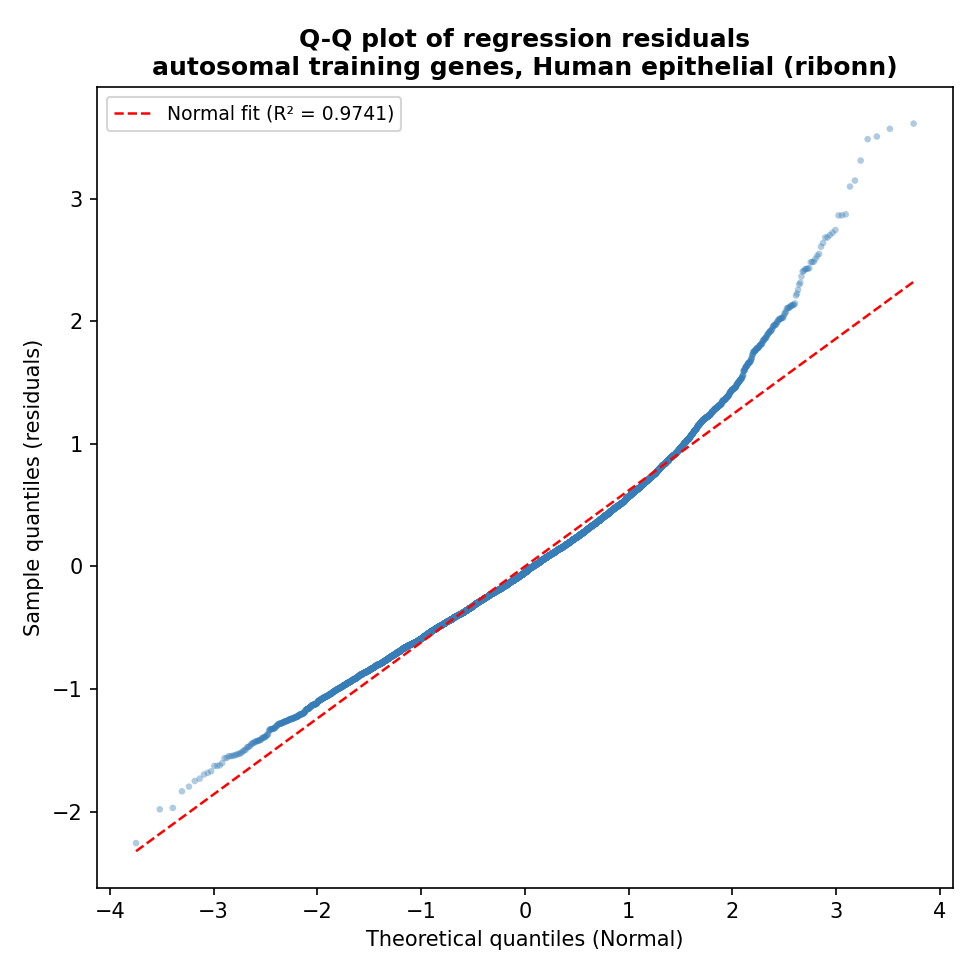 Q-Q plot of regression residuals
autosomal training genes, Human epithelial (ribonn)
Normal fit (R² = 0.9741)
3
2
1
0
−1
−2
Sample quantiles (residuals)
−4 −3 −2 −1 0 1 2 3 4
Theoretical quantiles (Normal)